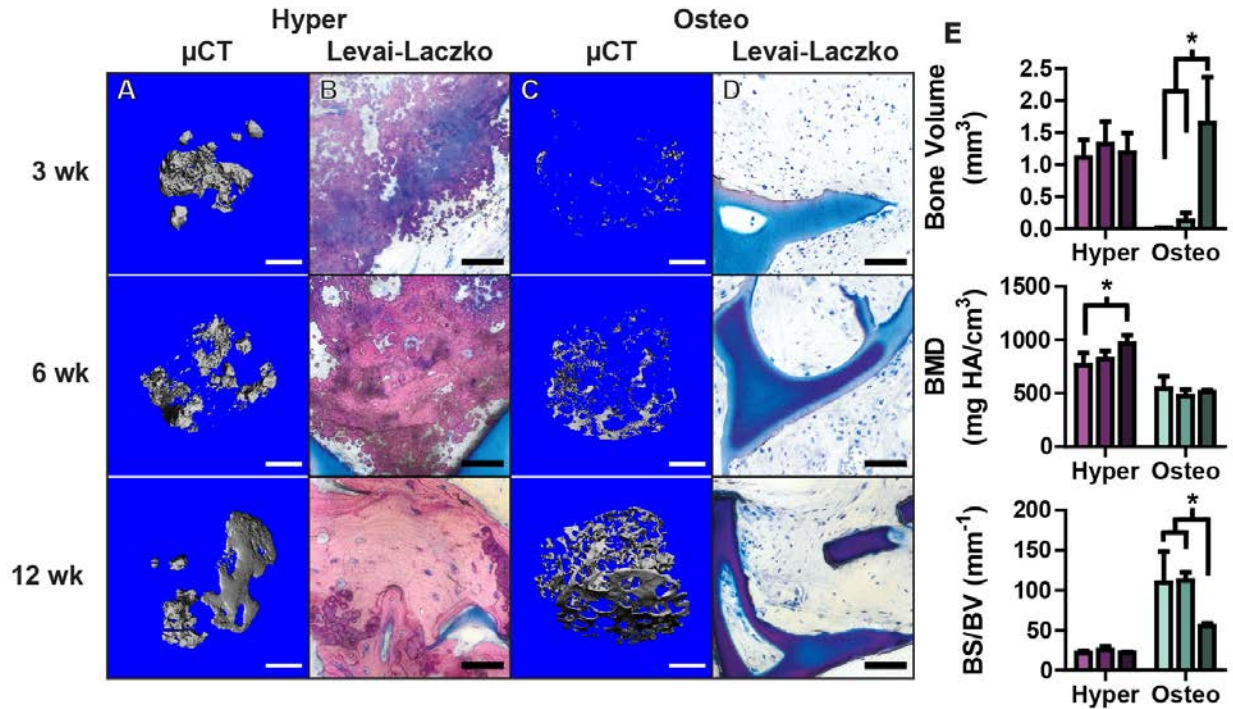 Hyper Osteo
µCT Levai-Laczko µCT Levai-Laczko
A B C D E
3 wk
6 wk
12 wk
Bone Volume
(mm³)
2.5
2.0
1.5
1.0
0.5
0.0
*
Hyper Osteo
BMD
(mg HA/cm³)
1500
1000
500
0
*
Hyper Osteo
BS/BV (mm⁻¹)
200
150
100
50
0
*
Hyper Osteo